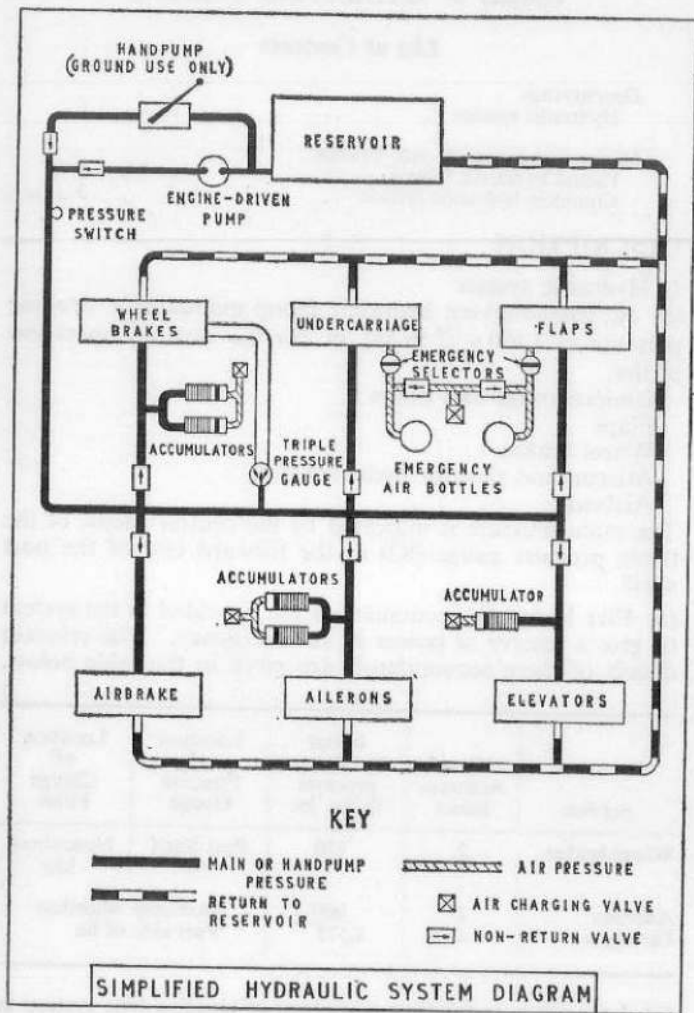 HANDPUMP
(GROUND USE ONLY)
RESERVOIR
ENGINE-DRIVEN
PUMP
PRESSURE
SWITCH
WHEEL
BRAKES
UNDERCARRIAGE
FLAPS
EMERGENCY
SELECTORS
ACCUMULATORS
TRIPLE
PRESSURE
GAUGE
EMERGENCY
AIR BOTTLES
ACCUMULATORS
ACCUMULATOR
AIRBRAKE
AILERONS
ELEVATORS
KEY
MAIN OR HANDPUMP
PRESSURE
RETURN TO
RESERVOIR
AIR PRESSURE
AIR CHARGING VALVE
NON-RETURN VALVE
SIMPLIFIED HYDRAULIC SYSTEM DIAGRAM